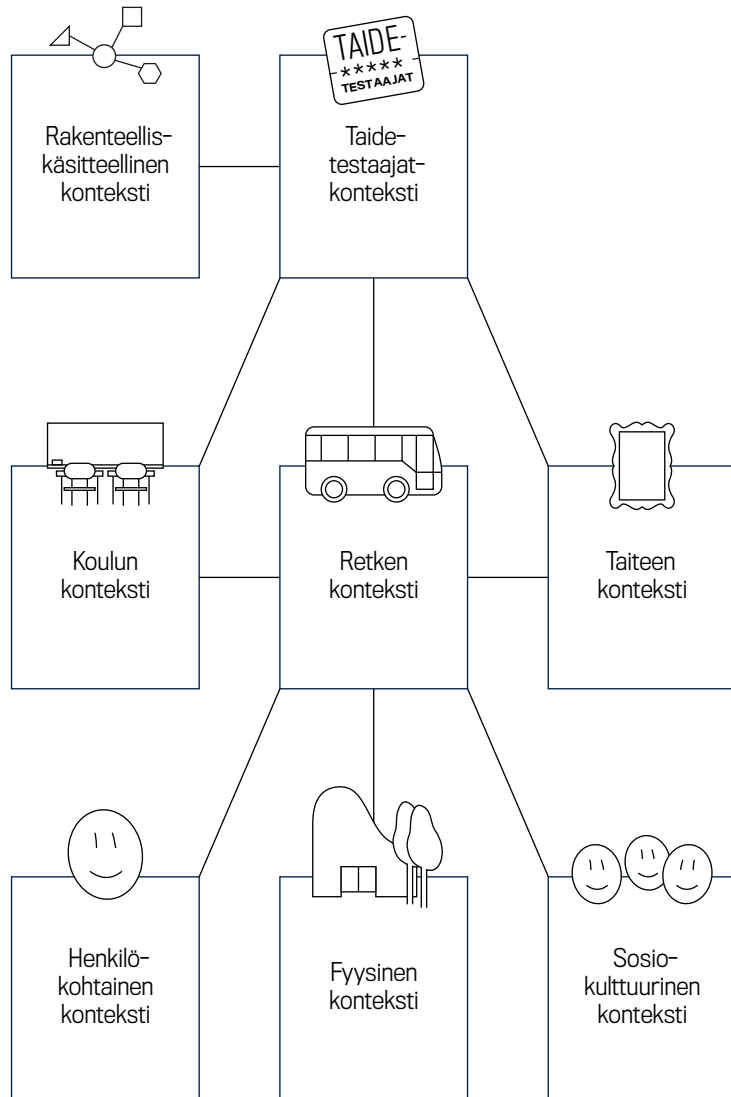 TAIDE-
*****
TESTAAJAT
Rakenteellis-
käsitteellinen
konteksti
Taide-
testaajat-
konteksti
Koulun
konteksti
Retken
konteksti
Taiteen
konteksti
Henkilö-
kohtainen
konteksti
Fyysinen
konteksti
Sosio-
kulttuurinen
konteksti